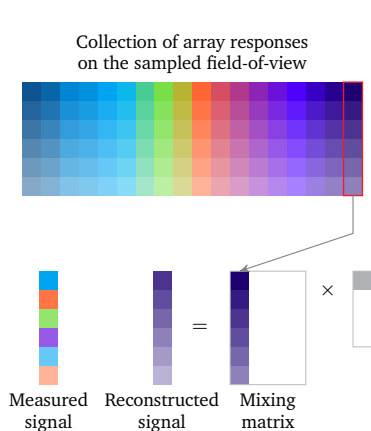 Collection of array responses
on the sampled field-of-view
×
=
Measured
signal
Reconstructed
signal
Mixing
matrix